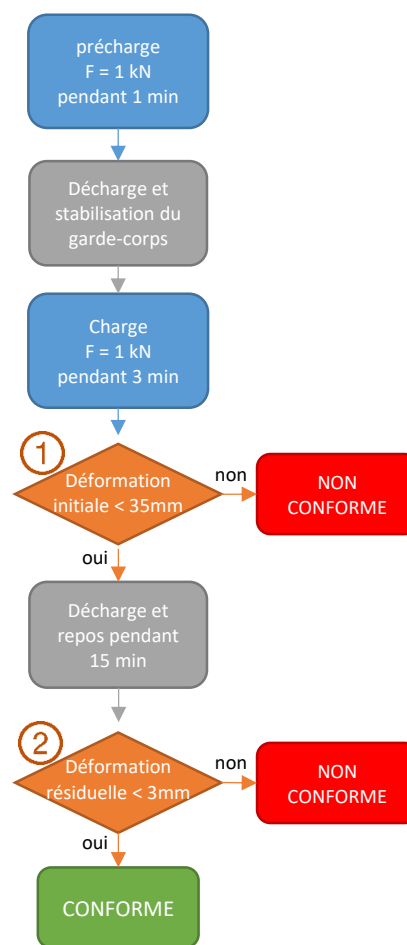 précharge
F = 1 kN
pendant 1 min
Décharge et
stabilisation du
garde-corps
Charge
F = 1 kN
pendant 3 min
1
Déformation
initiale < 35mm
non
NON
CONFORME
oui
Décharge et
repos pendant
15 min
2
Déformation
résiduelle < 3mm
non
NON
CONFORME
oui
CONFORME